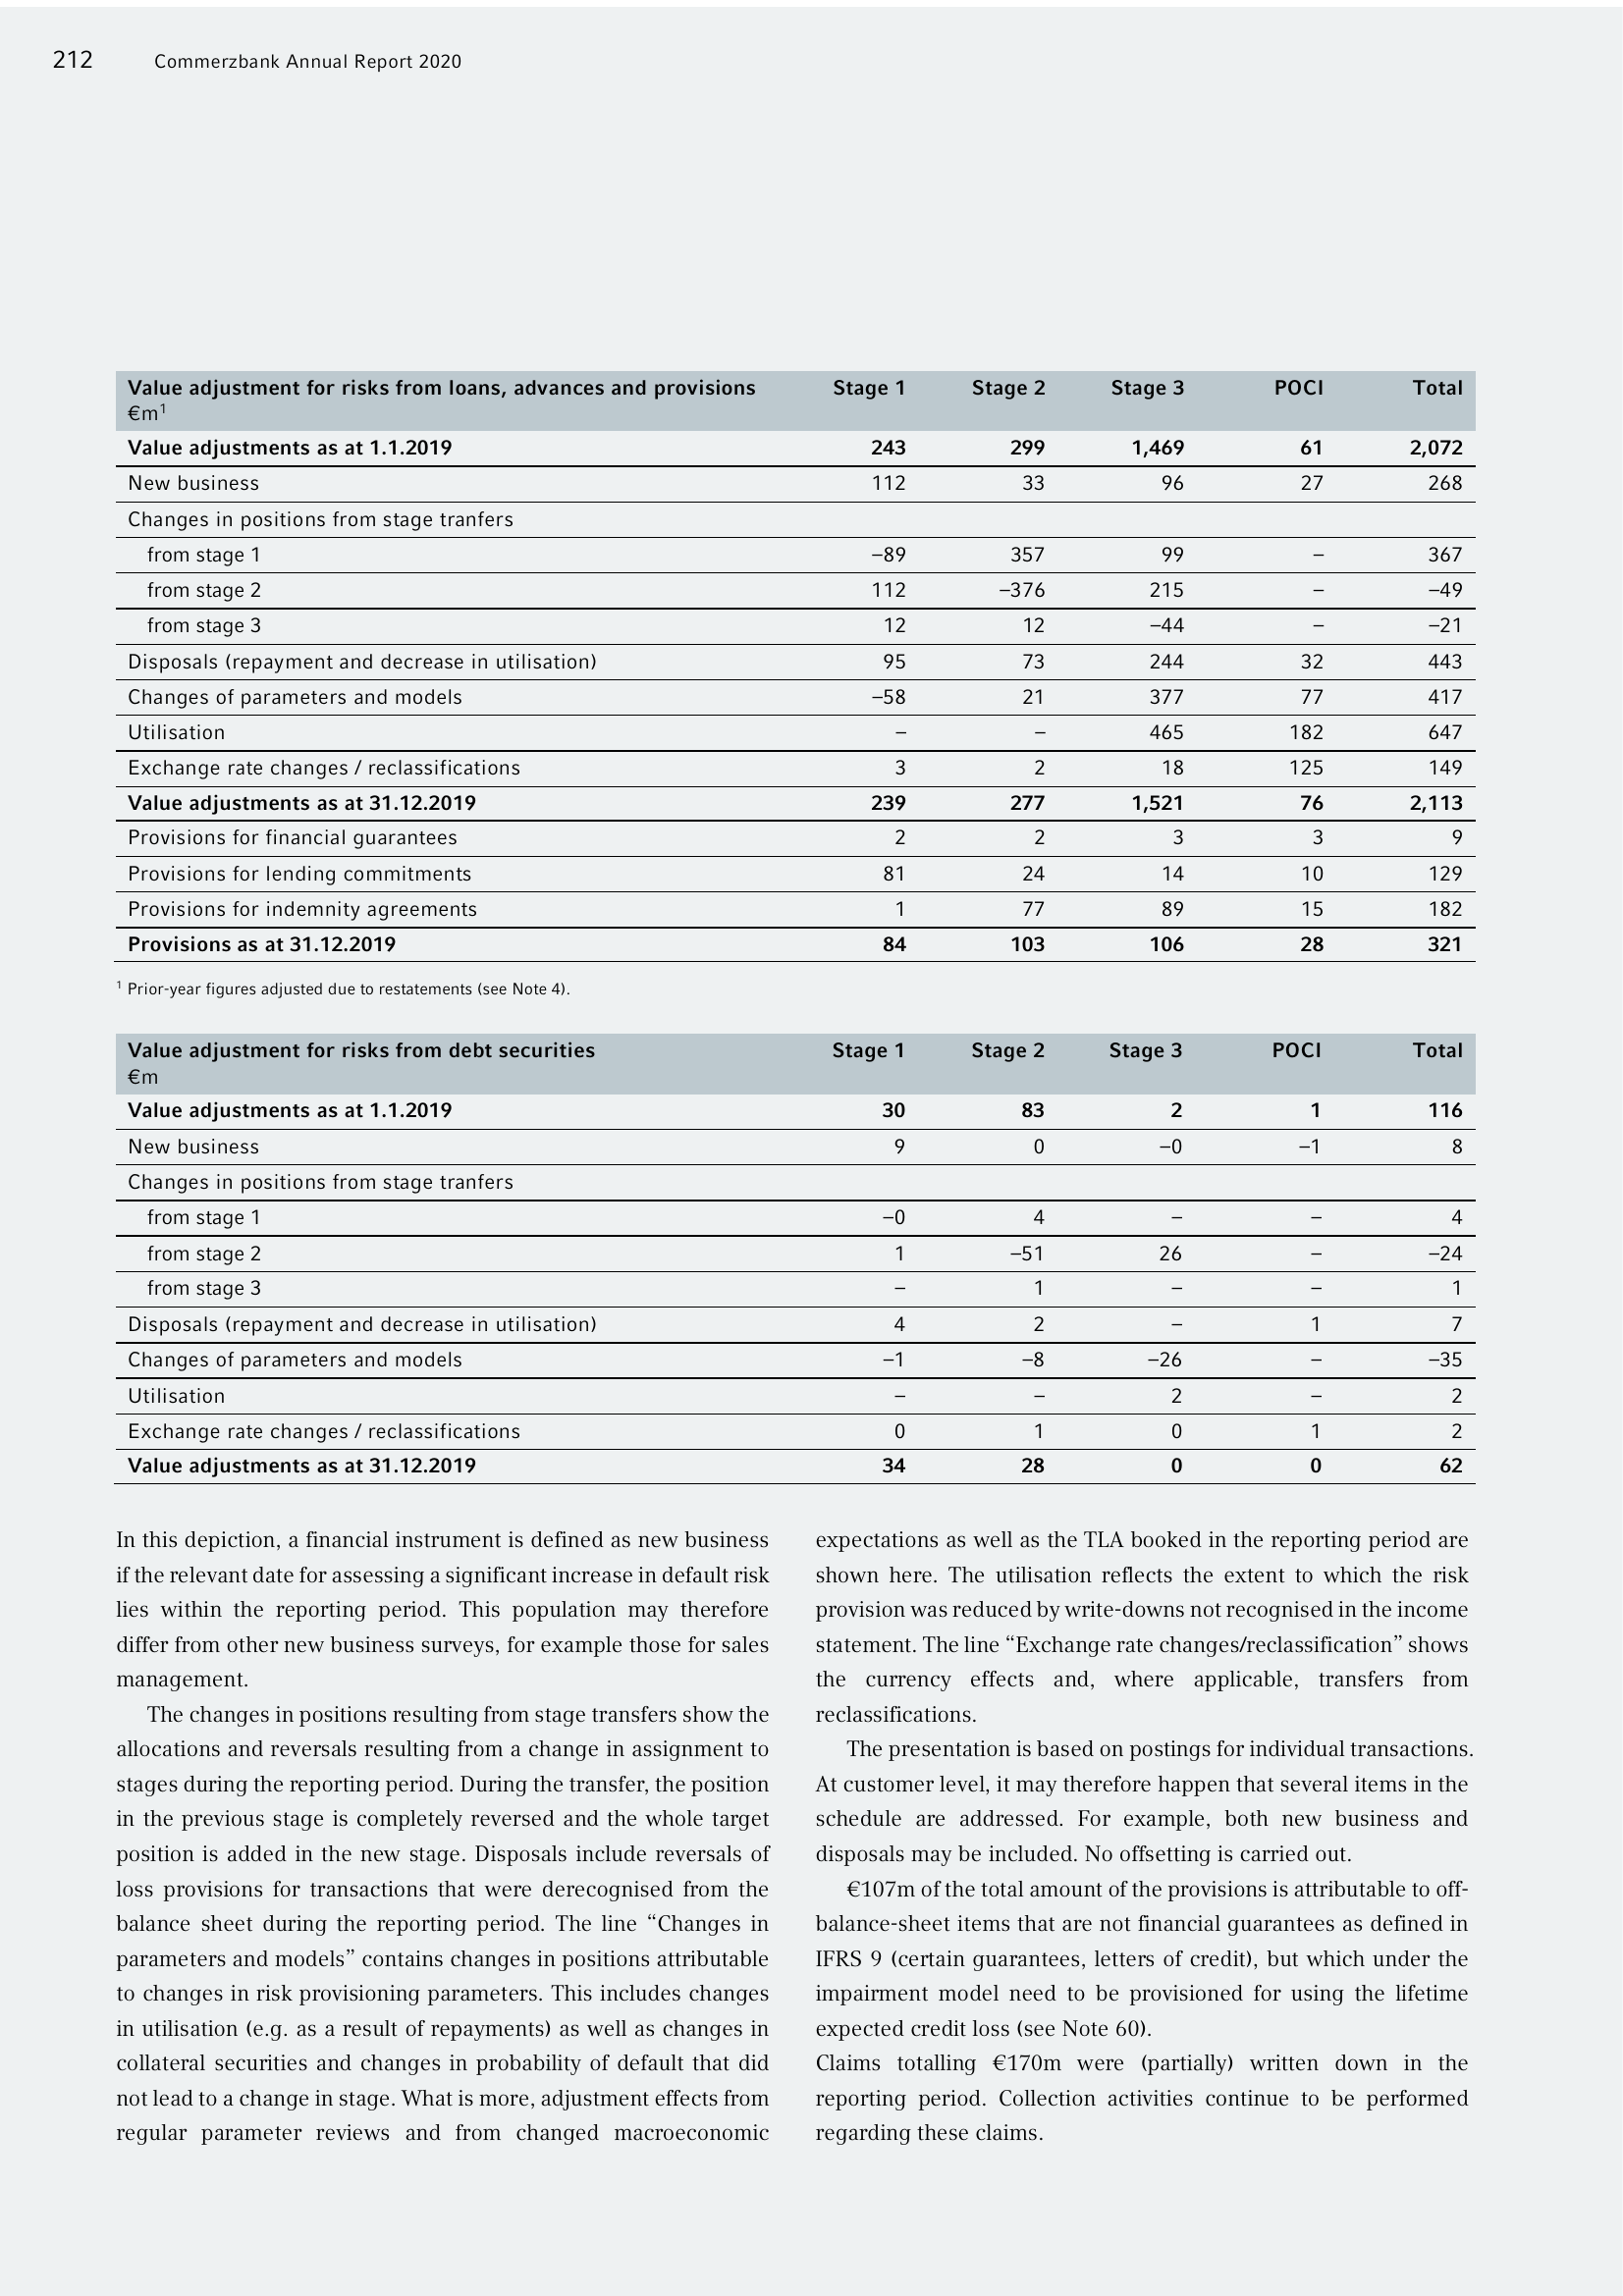 212 Commerzbank Annual Report 2020
Value adjustment for risks from loans, advances and provisions Stage 1 Stage 2 Stage 3 POCI Total
€m¹
Value adjustments as at 1.1.2019 243 299 1,469 61 2,072
New business 112 33 96 27 268
Changes in positions from stage tranfers
from stage 1 –89 357 99 – 367
from stage 2 112 –376 215 – –49
from stage 3 12 12 –44 – –21
Disposals (repayment and decrease in utilisation) 95 73 244 32 443
Changes of parameters and models –58 21 377 77 417
Utilisation – – 465 182 647
Exchange rate changes / reclassifications 3 2 18 125 149
Value adjustments as at 31.12.2019 239 277 1,521 76 2,113
Provisions for financial guarantees 2 2 3 3 9
Provisions for lending commitments 81 24 14 10 129
Provisions for indemnity agreements 1 77 89 15 182
Provisions as at 31.12.2019 84 103 106 28 321
¹ Prior-year figures adjusted due to restatements (see Note 4).
Value adjustment for risks from debt securities Stage 1 Stage 2 Stage 3 POCI Total
€m
Value adjustments as at 1.1.2019 30 83 2 1 116
New business 9 0 –0 –1 8
Changes in positions from stage tranfers
from stage 1 –0 4 – – 4
from stage 2 1 –51 26 – –24
from stage 3 – 1 – – 1
Disposals (repayment and decrease in utilisation) 4 2 – 1 7
Changes of parameters and models –1 –8 –26 – –35
Utilisation – – 2 – 2
Exchange rate changes / reclassifications 0 1 0 1 2
Value adjustments as at 31.12.2019 34 28 0 0 62
In this depiction, a financial instrument is defined as new business
if the relevant date for assessing a significant increase in default risk
lies within the reporting period. This population may therefore
differ from other new business surveys, for example those for sales
management.
The changes in positions resulting from stage transfers show the
allocations and reversals resulting from a change in assignment to
stages during the reporting period. During the transfer, the position
in the previous stage is completely reversed and the whole target
position is added in the new stage. Disposals include reversals of
loss provisions for transactions that were derecognised from the
balance sheet during the reporting period. The line “Changes in
parameters and models” contains changes in positions attributable
to changes in risk provisioning parameters. This includes changes
in utilisation (e.g. as a result of repayments) as well as changes in
collateral securities and changes in probability of default that did
not lead to a change in stage. What is more, adjustment effects from
regular parameter reviews and from changed macroeconomic
expectations as well as the TLA booked in the reporting period are
shown here. The utilisation reflects the extent to which the risk
provision was reduced by write-downs not recognised in the income
statement. The line “Exchange rate changes/reclassification” shows
the currency effects and, where applicable, transfers from
reclassifications.
The presentation is based on postings for individual transactions.
At customer level, it may therefore happen that several items in the
schedule are addressed. For example, both new business and
disposals may be included. No offsetting is carried out.
€107m of the total amount of the provisions is attributable to off-
balance-sheet items that are not financial guarantees as defined in
IFRS 9 (certain guarantees, letters of credit), but which under the
impairment model need to be provisioned for using the lifetime
expected credit loss (see Note 60).
Claims totalling €170m were (partially) written down in the
reporting period. Collection activities continue to be performed
regarding these claims.